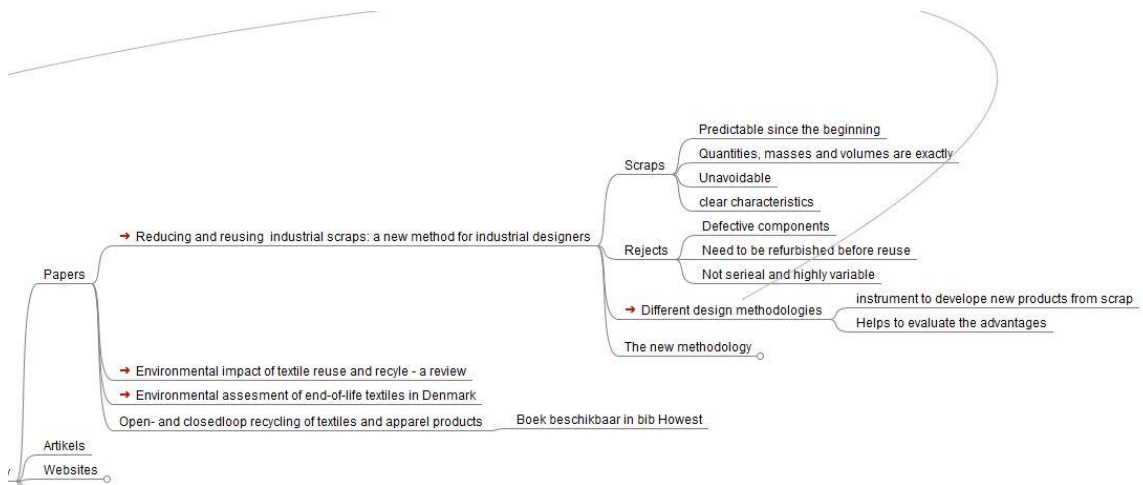 Predictable since the beginning
Quantities, masses and volumes are exactly
Scraps
Unavoidable
clear characteristics
Reducing and reusing industrial scraps: a new method for industrial designers
Defective components
Rejects
Need to be refurbished before reuse
Not serieal and highly variable
Papers
Different design methodologies
instrument to develope new products from scrap
Helps to evaluate the advantages
The new methodology
Environmental impact of textile reuse and recyle - a review
Environmental assesment of end-of-life textiles in Denmark
Open- and closedloop recycling of textiles and apparel products
Boek beschikbaar in bib Howest
Artikels
Websites